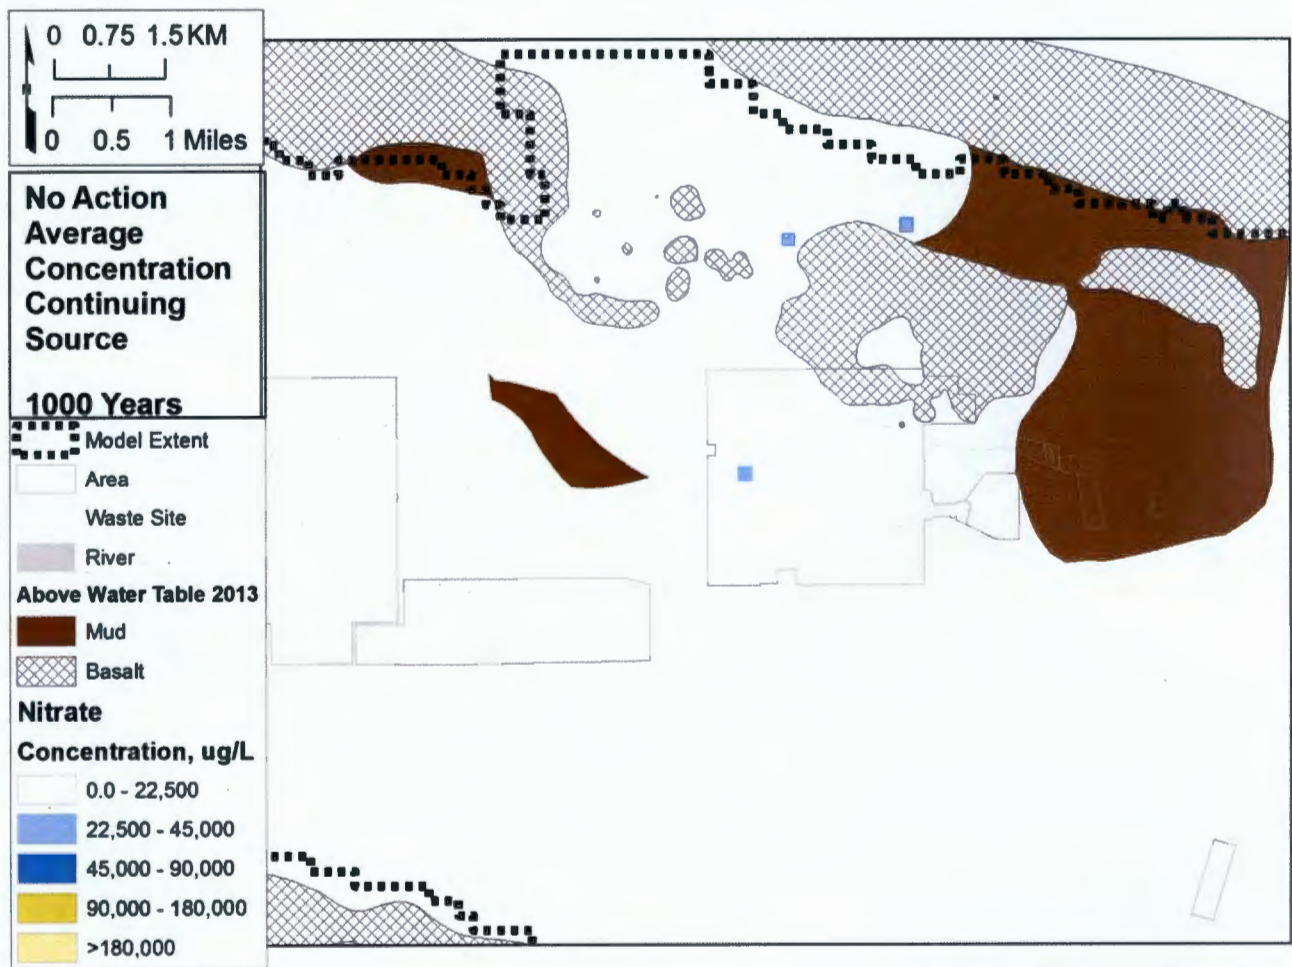 0 0.75 1.5 KM
0 0.5 1 Miles
No Action
Average
Concentration
Continuing
Source
1000 Years
Model Extent
Area
Waste Site
River
Above Water Table 2013
Mud
Basalt
Nitrate
Concentration, ug/L
0.0 - 22,500
22,500 - 45,000
45,000 - 90,000
90,000 - 180,000
>180,000